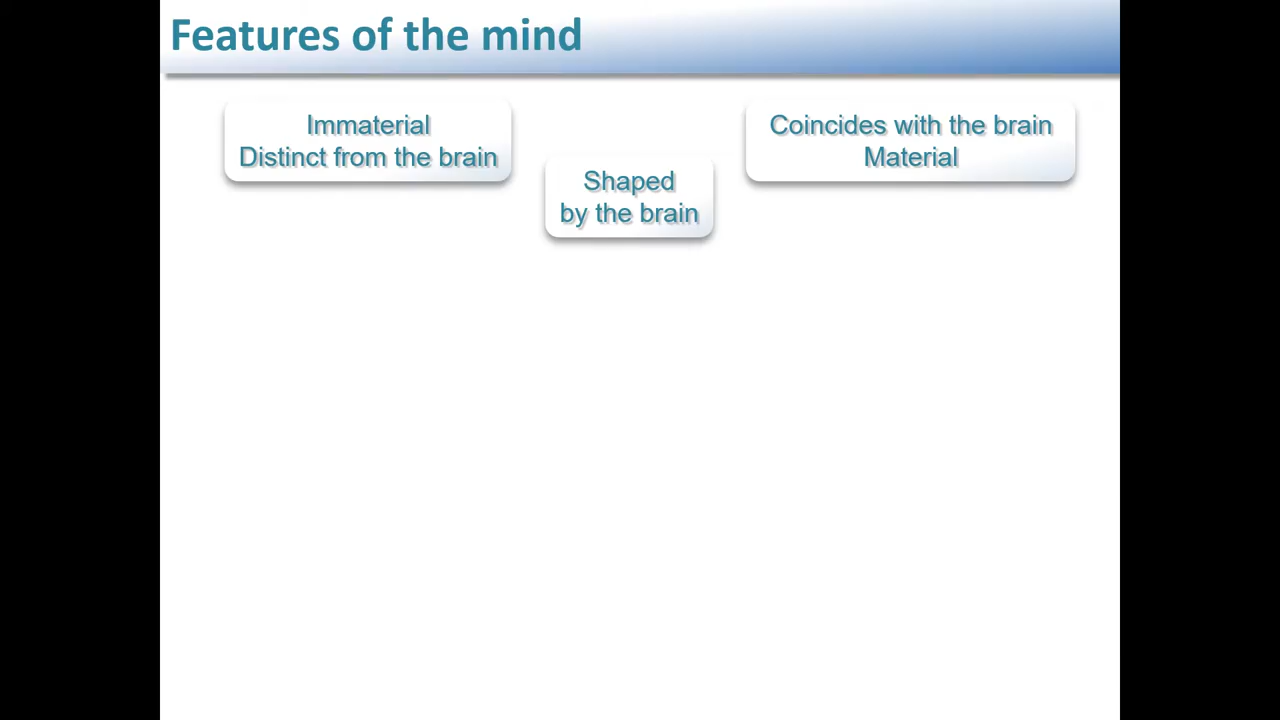 Features of the mind
Immaterial
Distinct from the brain
Shaped
by the brain
Coincides with the brain
Material